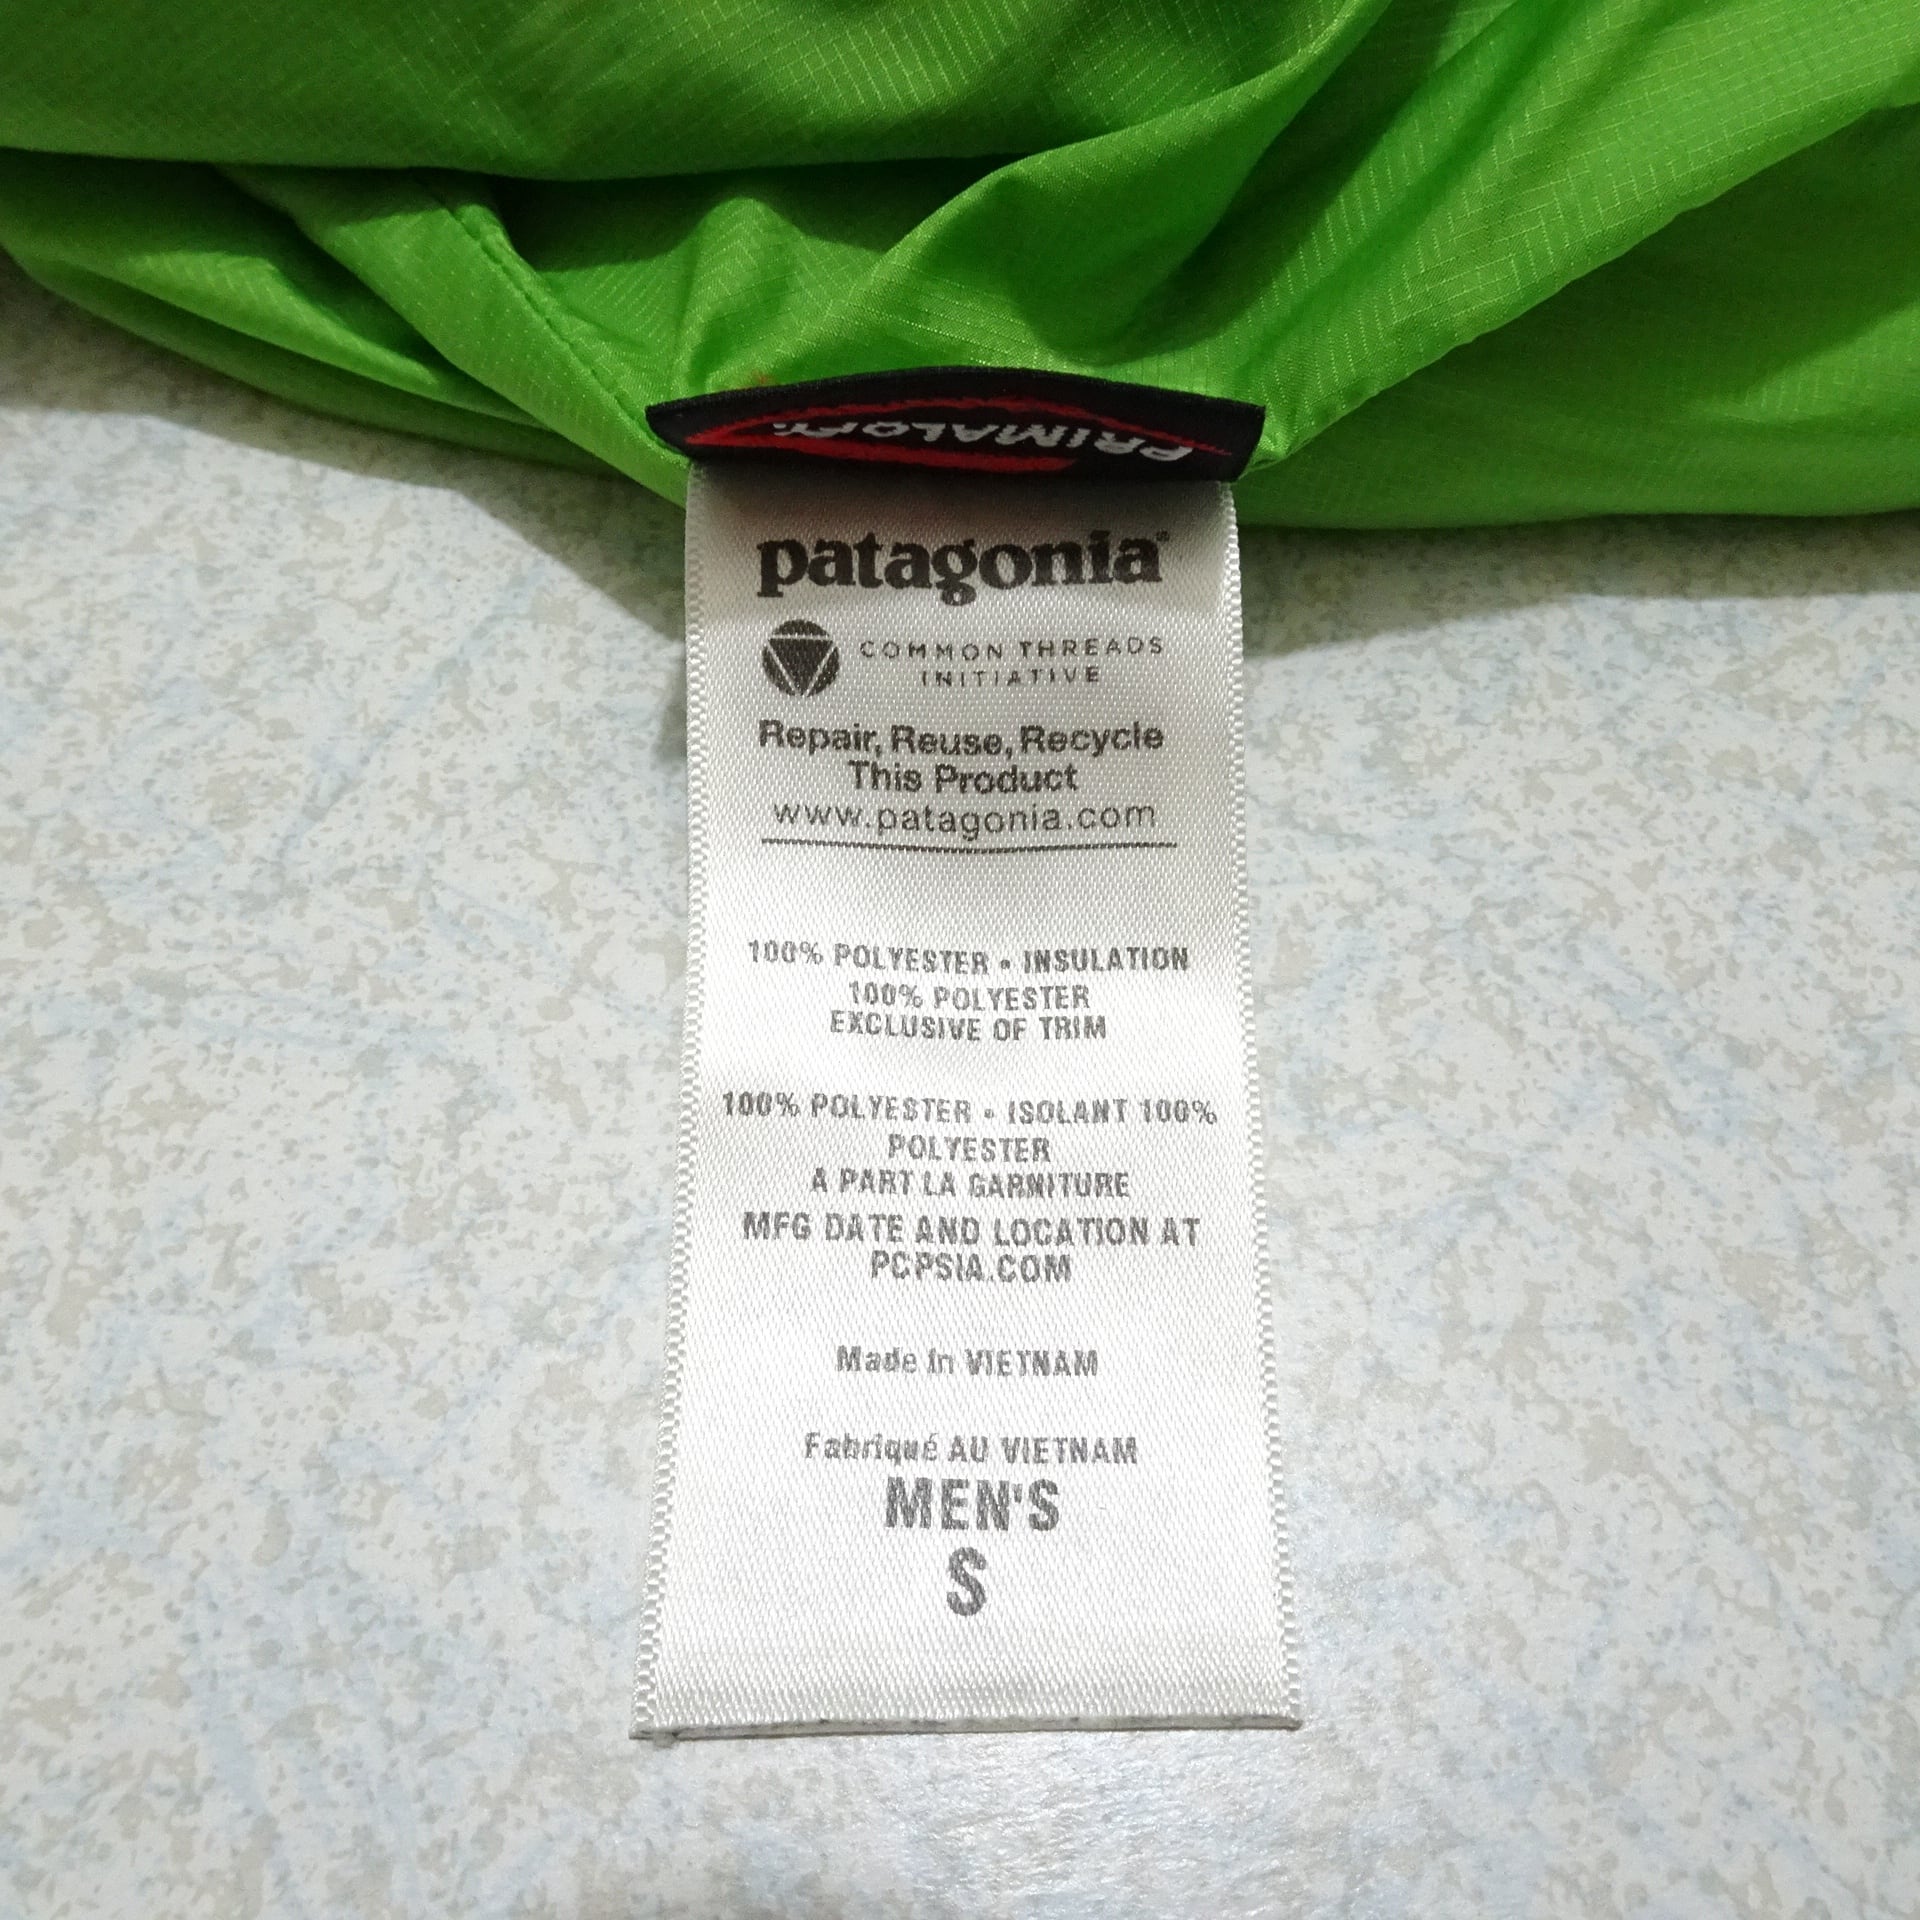 PRIMALOFT
patagonia®
COMMON THREADS
INITIATIVE
Repair, Reuse, Recycle
This Product
www.patagonia.com
100% POLYESTER • INSULATION
100% POLYESTER
EXCLUSIVE OF TRIM
100% POLYESTER • ISOLANT 100%
POLYESTER
A PART LA GARNITURE
MFG DATE AND LOCATION AT
PCPSIA.COM
Made in VIETNAM
Fabriqué AU VIETNAM
MEN'S
S